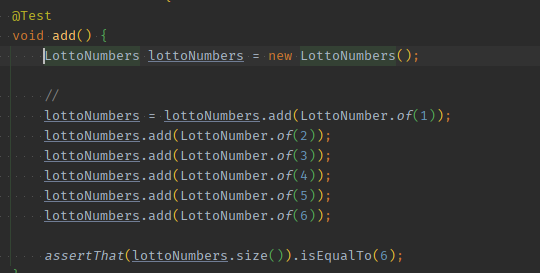 @Test
void add() {
LottoNumbers lottoNumbers = new LottoNumbers();
//
lottoNumbers = lottoNumbers.add(LottoNumber.of(1));
lottoNumbers.add(LottoNumber.of(2));
lottoNumbers.add(LottoNumber.of(3));
lottoNumbers.add(LottoNumber.of(4));
lottoNumbers.add(LottoNumber.of(5));
lottoNumbers.add(LottoNumber.of(6));
assertThat(lottoNumbers.size()).isEqualTo(6);